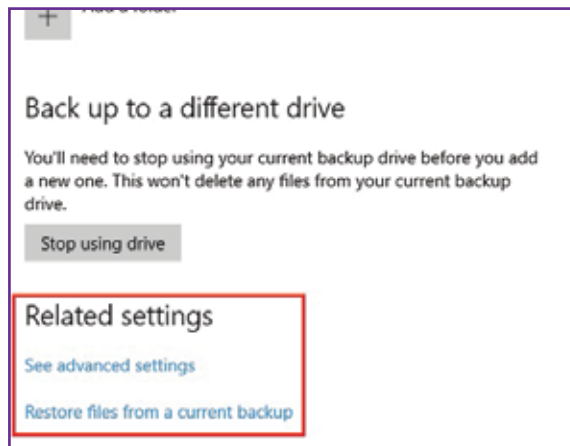 Back up to a different drive
You'll need to stop using your current backup drive before you add
a new one. This won't delete any files from your current backup
drive.
Stop using drive
Related settings
See advanced settings
Restore files from a current backup